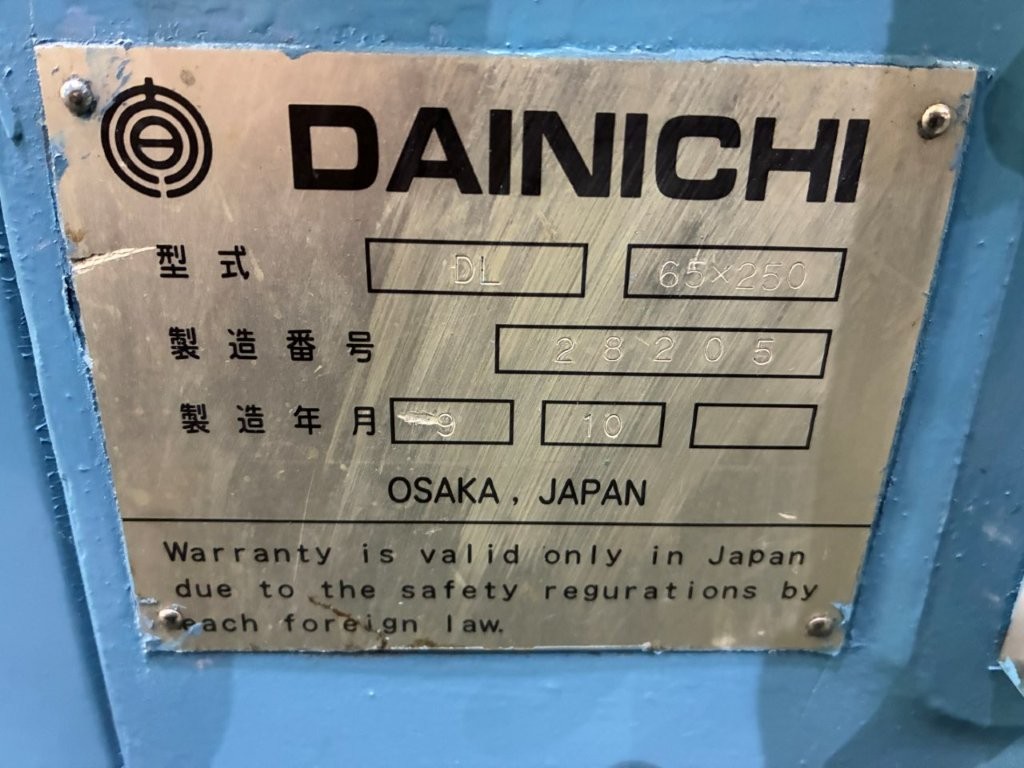 DAINICHI
型式 DL 65×250
製造番号 28205
製造年月 9 10
OSAKA, JAPAN
Warranty is valid only in Japan
due to the safety regurations by
each foreign law.